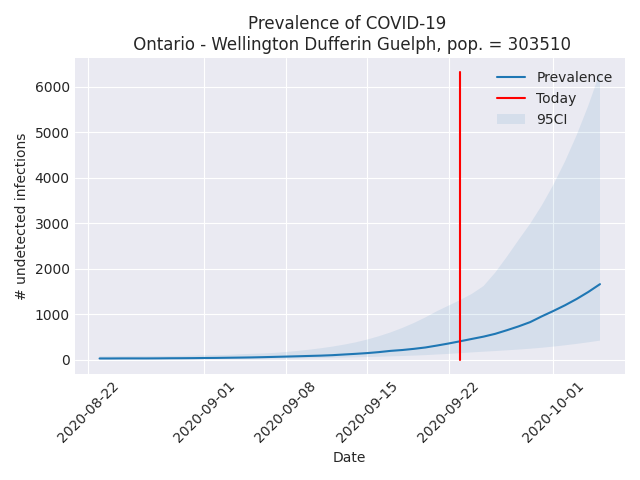 Prevalence of COVID-19
Ontario - Wellington Dufferin Guelph, pop. = 303510
Prevalence
Today
95CI
6000
5000
4000
3000
2000
1000
0
# undetected infections
2020-08-22
2020-09-01
2020-09-08
2020-09-15
2020-09-22
2020-10-01
Date